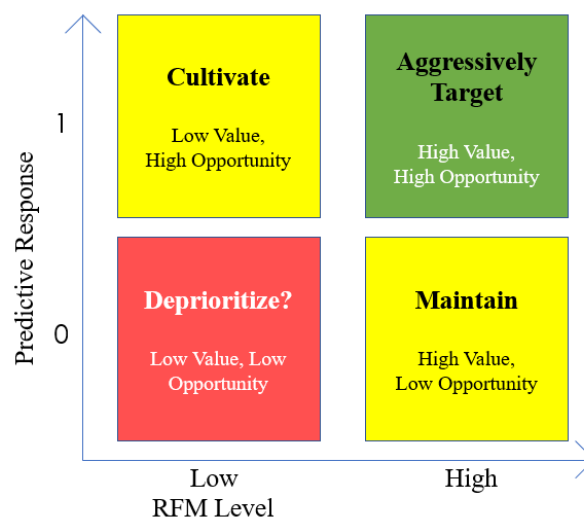 Cultivate
Low Value,
High Opportunity
Aggressively
Target
High Value,
High Opportunity
Predictive Response
1
0
Deprioritize?
Low Value, Low
Opportunity
Maintain
High Value,
Low Opportunity
Low
High
RFM Level